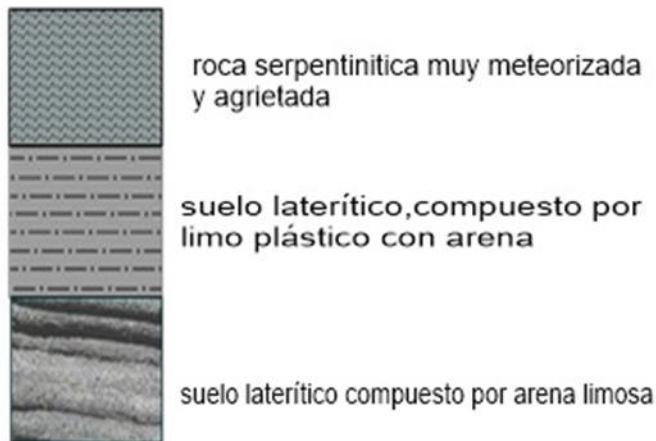 roca serpentinitica muy meteorizada
y agrietada
suelo laterítico,compuesto por
limo plástico con arena
suelo laterítico compuesto por arena limosa